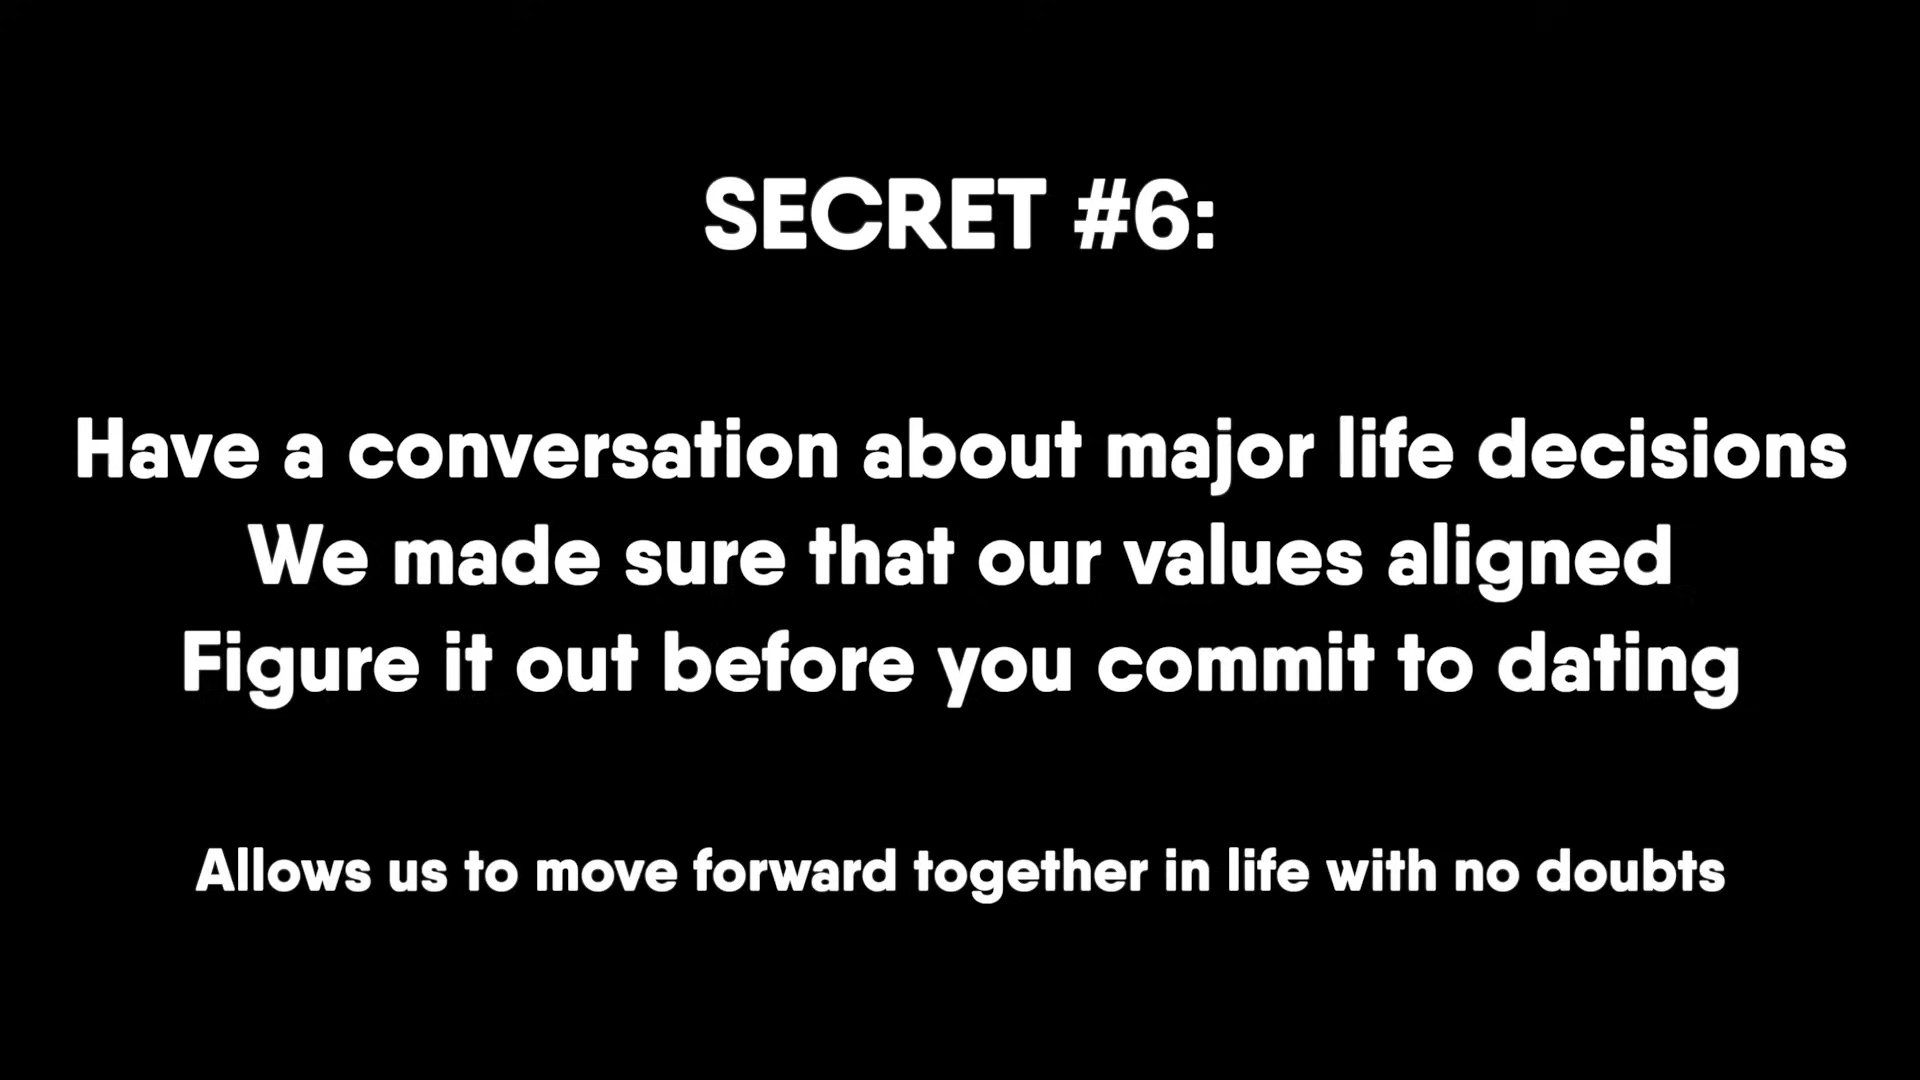 SECRET #6:
Have a conversation about major life decisions
We made sure that our values aligned
Figure it out before you commit to dating
Allows us to move forward together in life with no doubts